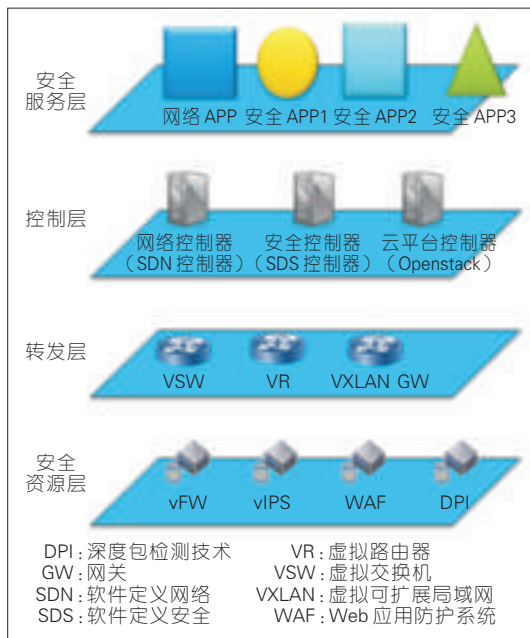 安全
服务层
网络 APP 安全 APP1 安全 APP2 安全 APP3
控制层
网络控制器 安全控制器 云平台控制器
（SDN 控制器） （SDS 控制器） （Openstack）
转发层
VSW VR VXLAN GW
安全
资源层
vFW vIPS WAF DPI
DPI：深度包检测技术 VR：虚拟路由器
GW：网关 VSW：虚拟交换机
SDN：软件定义网络 VXLAN：虚拟可扩展局域网
SDS：软件定义安全 WAF：Web 应用防护系统